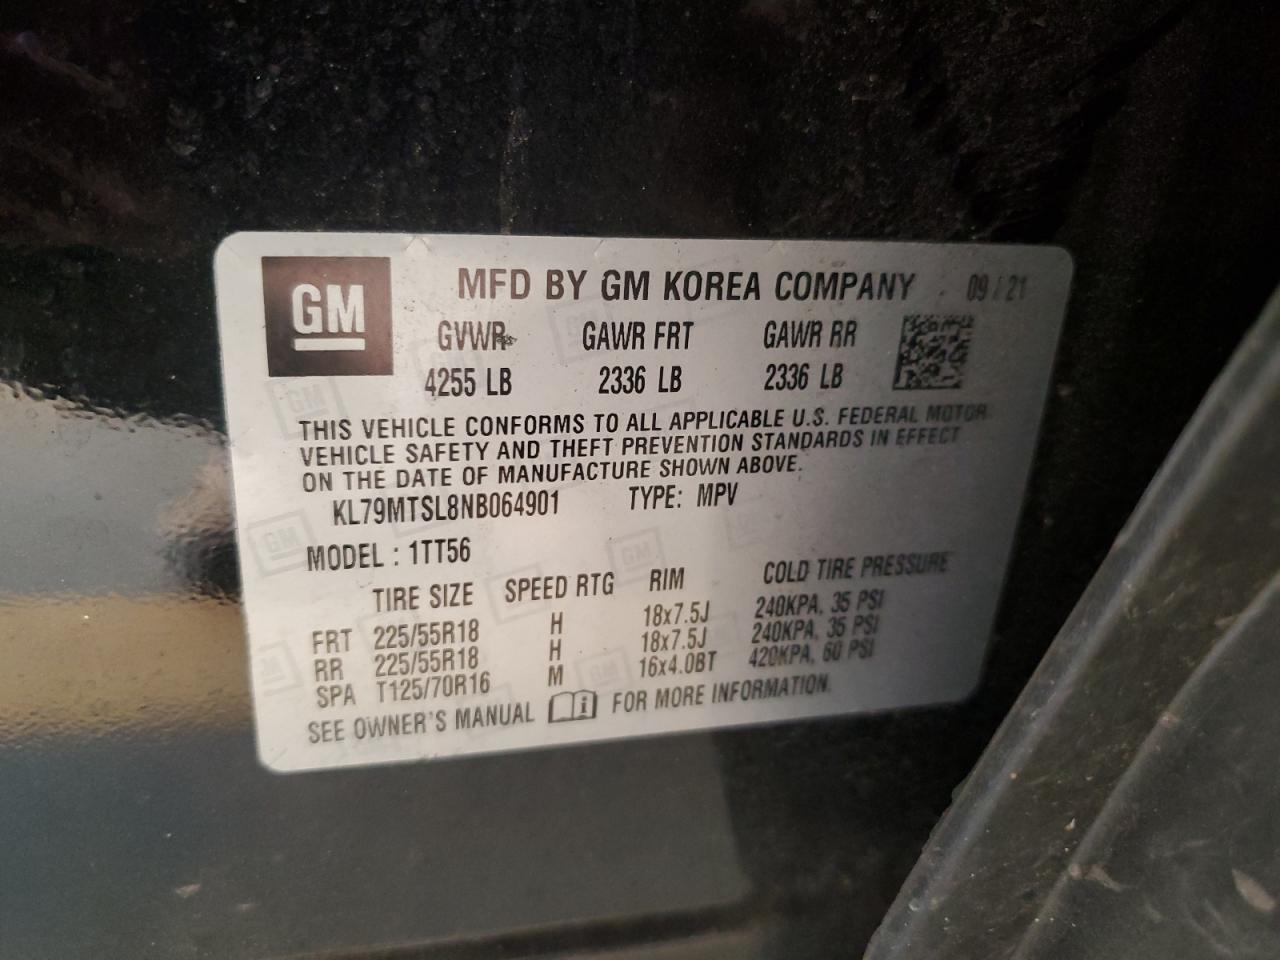 GM MFD BY GM KOREA COMPANY 09/21
GVWR GAWR FRT GAWR RR
4255 LB 2336 LB 2336 LB
THIS VEHICLE CONFORMS TO ALL APPLICABLE U.S. FEDERAL MOTOR
VEHICLE SAFETY AND THEFT PREVENTION STANDARDS IN EFFECT
ON THE DATE OF MANUFACTURE SHOWN ABOVE.
KL79MTSL8NB064901 TYPE: MPV
MODEL : 1TT56
TIRE SIZE SPEED RTG RIM COLD TIRE PRESSURE
FRT 225/55R18 H 18x7.5J 240KPA, 35 PSI
RR 225/55R18 H 18x7.5J 240KPA, 35 PSI
SPA T125/70R16 M 16x4.0BT 420KPA, 60 PSI
SEE OWNER'S MANUAL i FOR MORE INFORMATION.